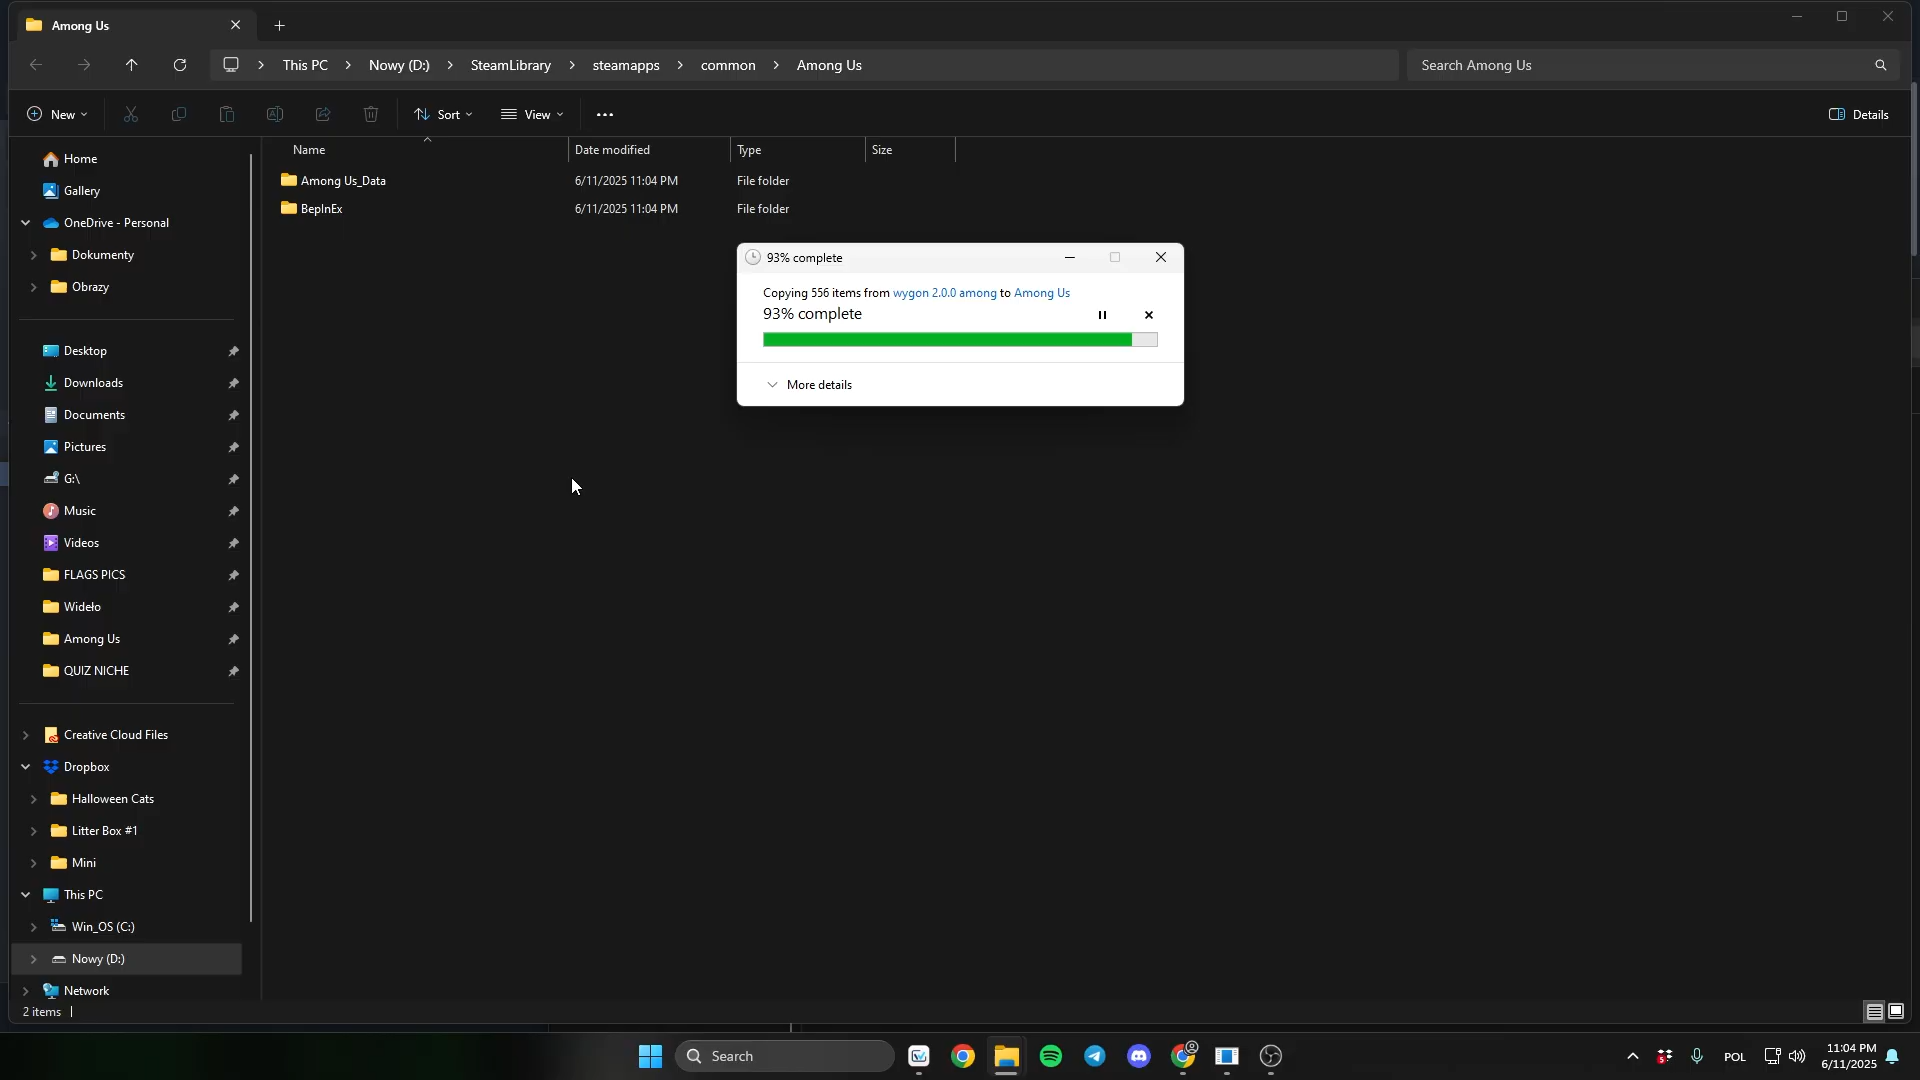 Among Us
This PC
Nowy (D:)
SteamLibrary
steamapps
common
Among Us
Search Among Us
New
Sort
View
Details
Name
Date modified
Type
Size
Among Us_Data
6/11/2025 11:04 PM
File folder
BepInEx
6/11/2025 11:04 PM
File folder
93% complete
Copying 556 items from wygon 2.0.0 among to Among Us
93% complete
More details
Home
Gallery
OneDrive - Personal
Dokumenty
Obrazy
Desktop
Downloads
Documents
Pictures
G:\
Music
Videos
FLAGS PICS
Wideło
Among Us
QUIZ NICHE
Creative Cloud Files
Dropbox
Halloween Cats
Litter Box #1
Mini
This PC
Win_OS (C:)
Nowy (D:)
Network
2 items
Search
POL
11:04 PM
6/11/2025